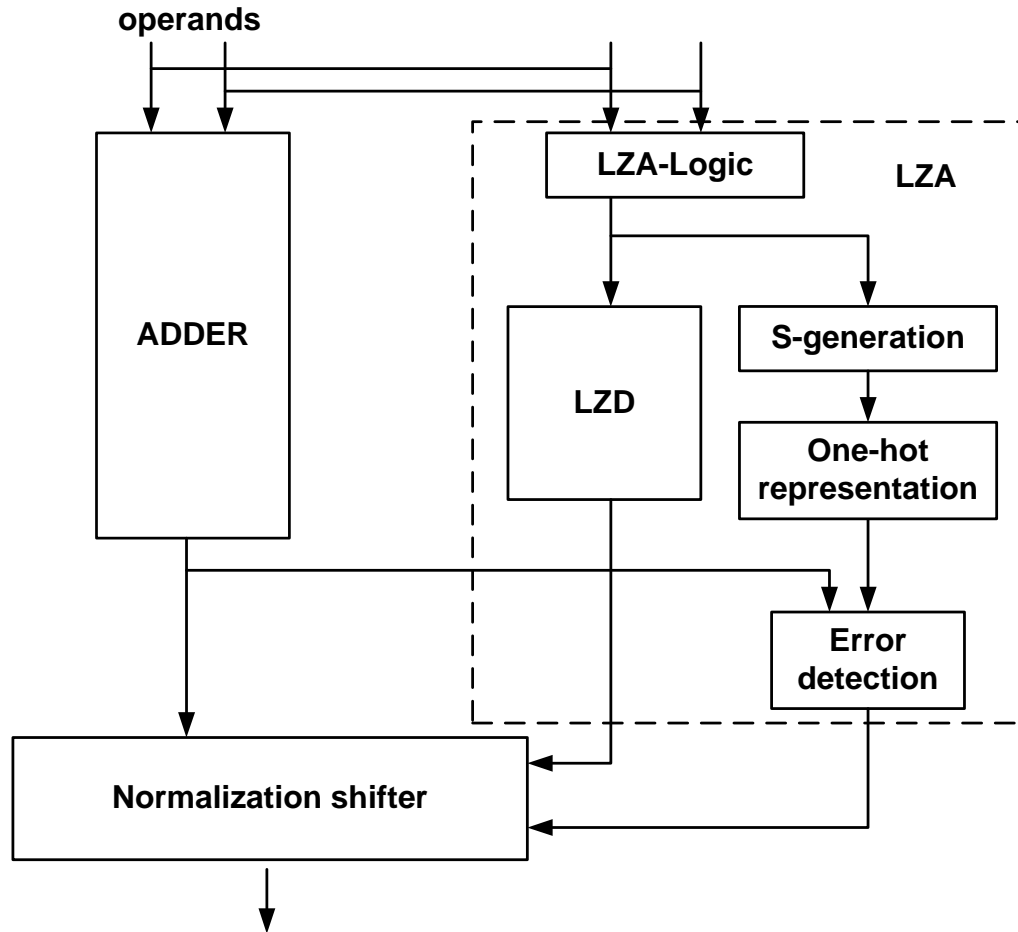 operands
LZA-Logic
LZA
ADDER
LZD
S-generation
One-hot
representation
Error
detection
Normalization shifter